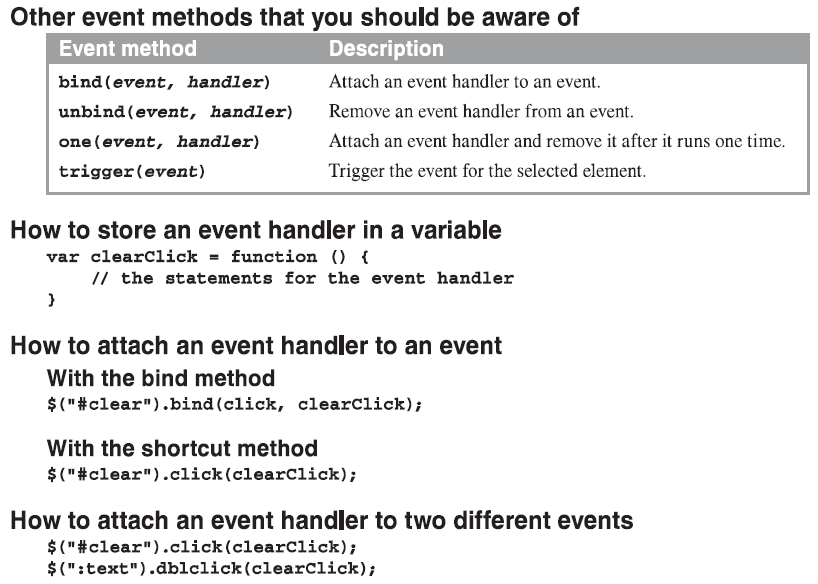 Other event methods that you should be aware of
Event method Description
bind(event, handler) Attach an event handler to an event.
unbind(event, handler) Remove an event handler from an event.
one(event, handler) Attach an event handler and remove it after it runs one time.
trigger(event) Trigger the event for the selected element.
How to store an event handler in a variable
var clearClick = function () {
    // the statements for the event handler
}
How to attach an event handler to an event
With the bind method
$("#clear").bind(click, clearClick);
With the shortcut method
$("#clear").click(clearClick);
How to attach an event handler to two different events
$("#clear").click(clearClick);
$(":text").dblclick(clearClick);